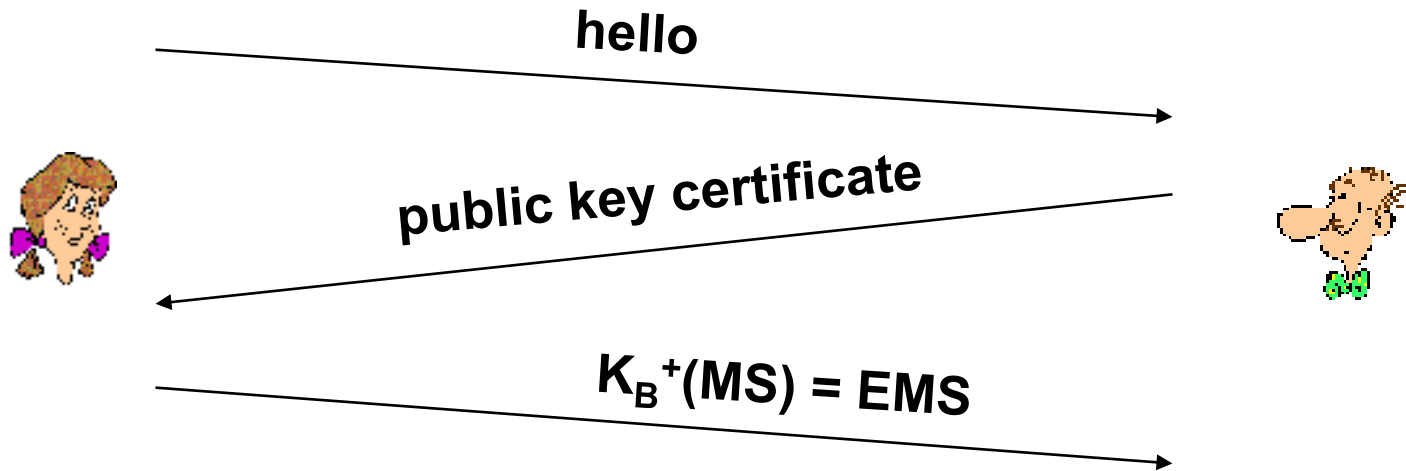 hello
public key certificate
K_B^+(MS) = EMS